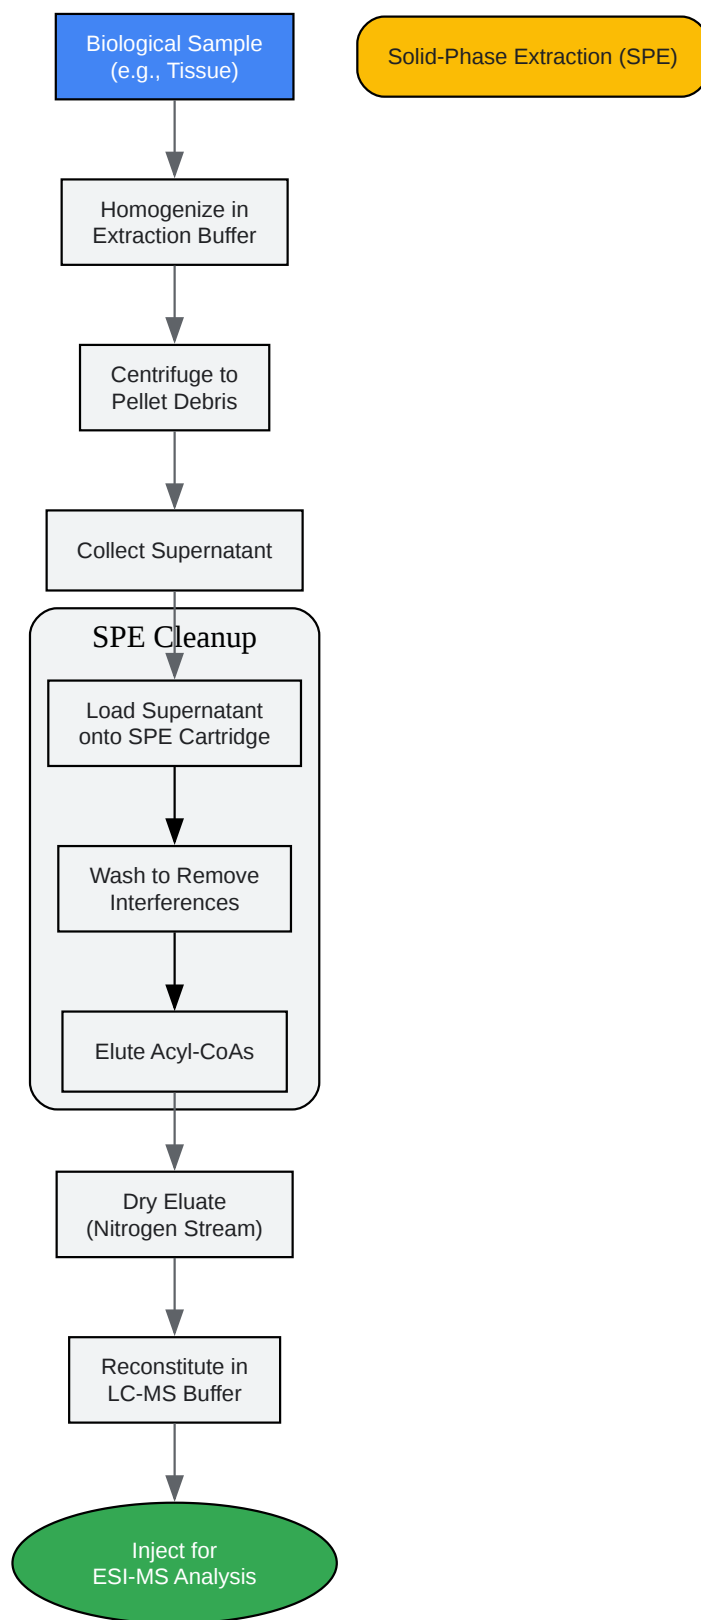 Biological Sample
(e.g., Tissue)
Solid-Phase Extraction (SPE)
Homogenize in
Extraction Buffer
Centrifuge to
Pellet Debris
Collect Supernatant
SPE Cleanup
Load Supernatant
onto SPE Cartridge
Wash to Remove
Interferences
Elute Acyl-CoAs
Dry Eluate
(Nitrogen Stream)
Reconstitute in
LC-MS Buffer
Inject for
ESI-MS Analysis